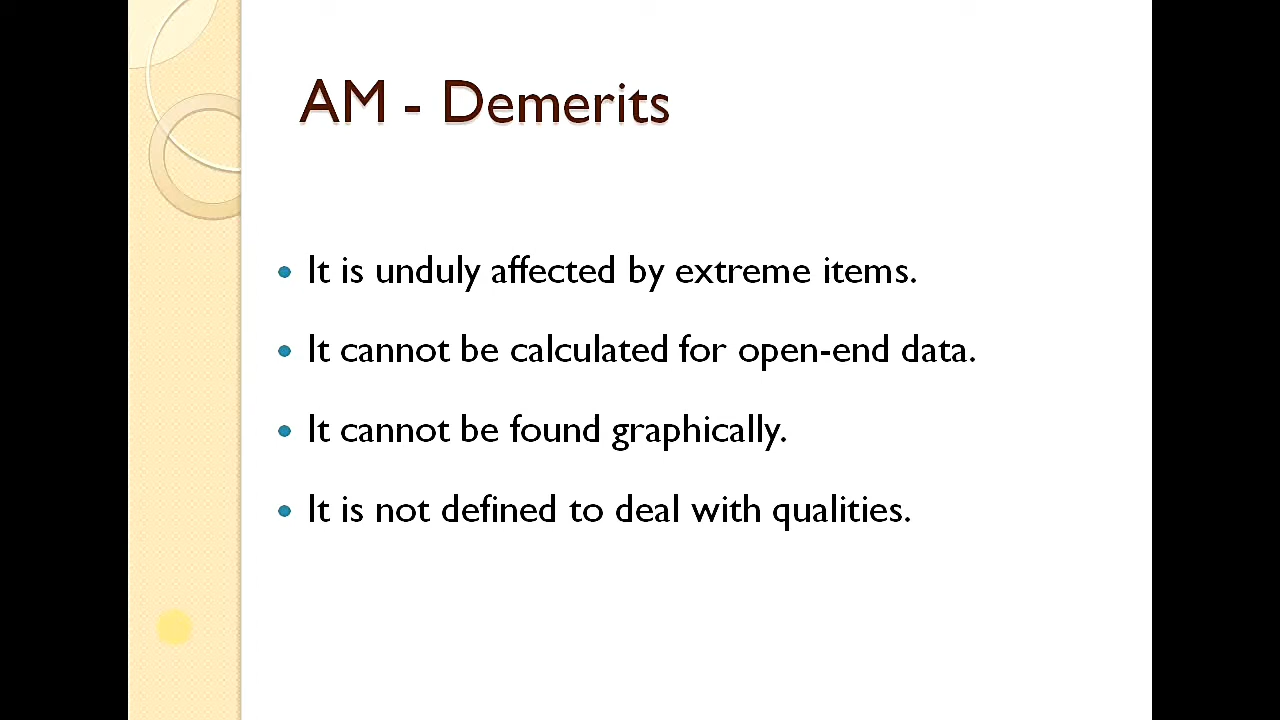 AM - Demerits
It is unduly affected by extreme items.
It cannot be calculated for open-end data.
It cannot be found graphically.
It is not defined to deal with qualities.